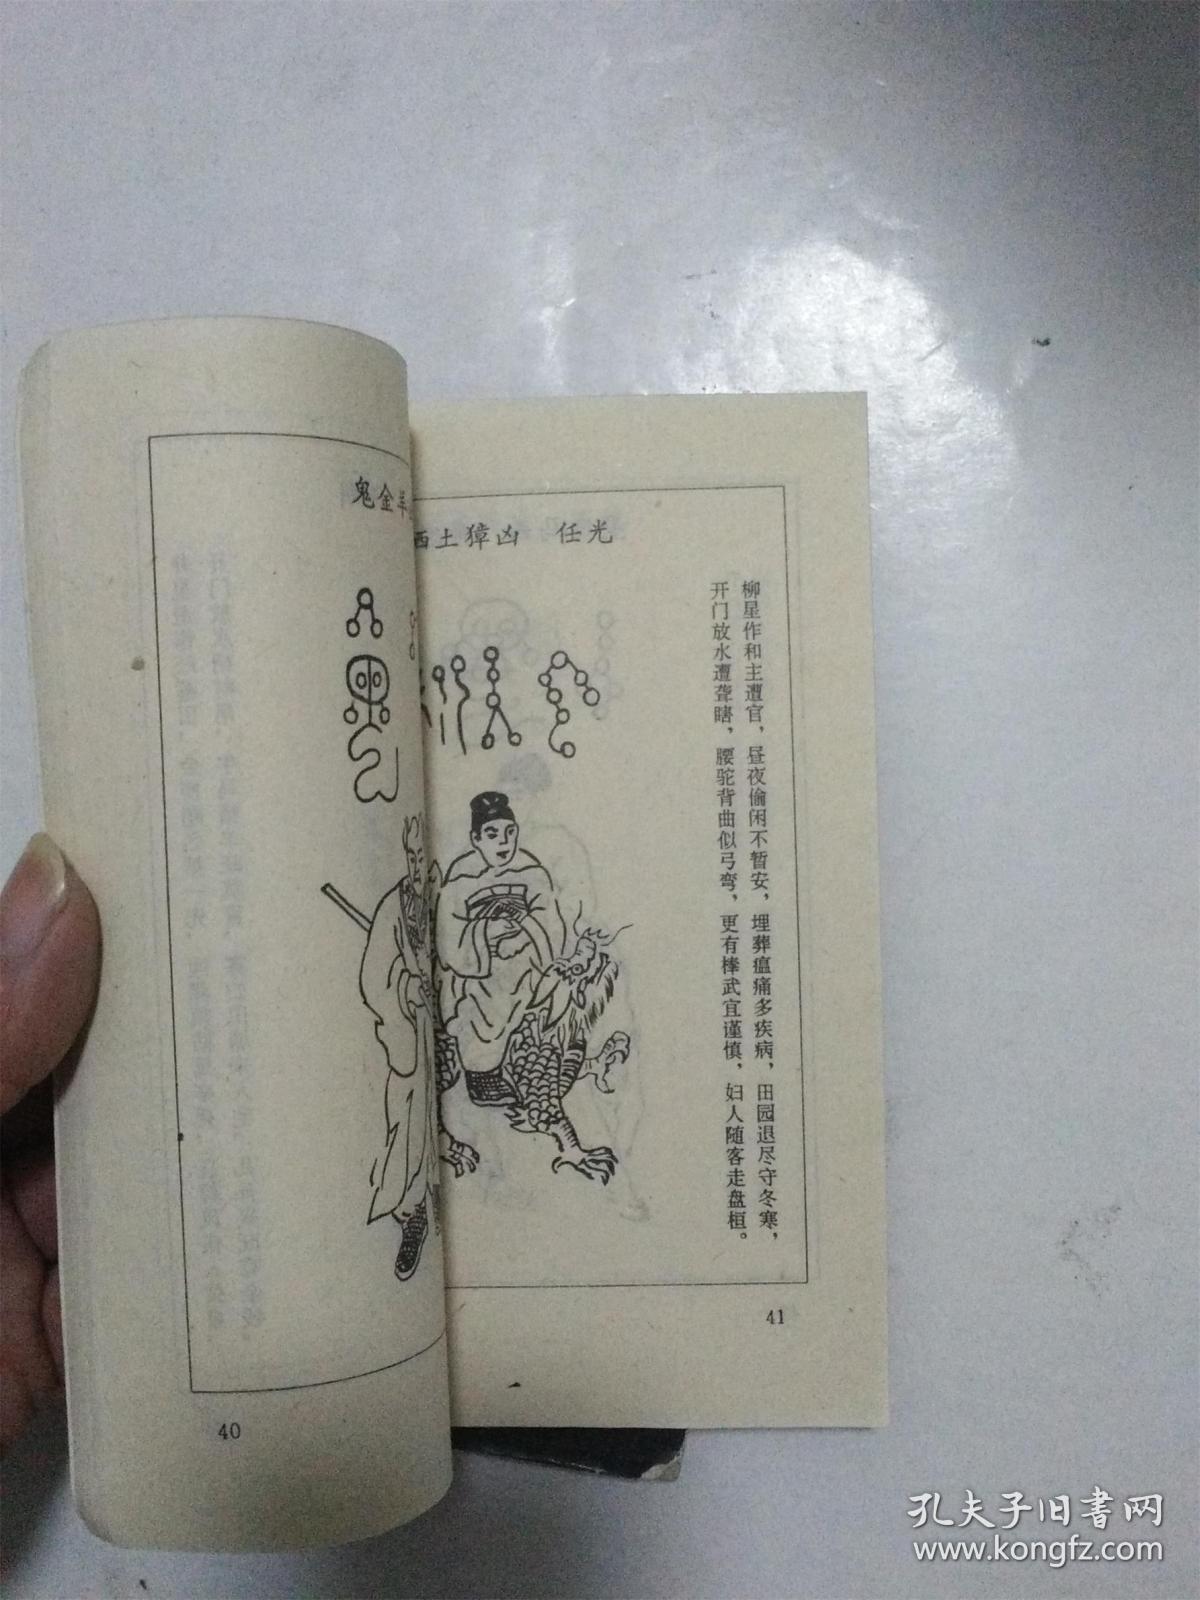 鬼金羊
40
西土獐凶 任光
柳星作和主遭官，昼夜偷闲不暂安，埋葬瘟㾓多疾病，田园退尽守冬寒，
开门放水遭聋瞎，腰驼背曲似弓弯，更有棒武宜谨慎，妇人随客走盘桓。
41
孔夫子旧书网
www.kongfz.com